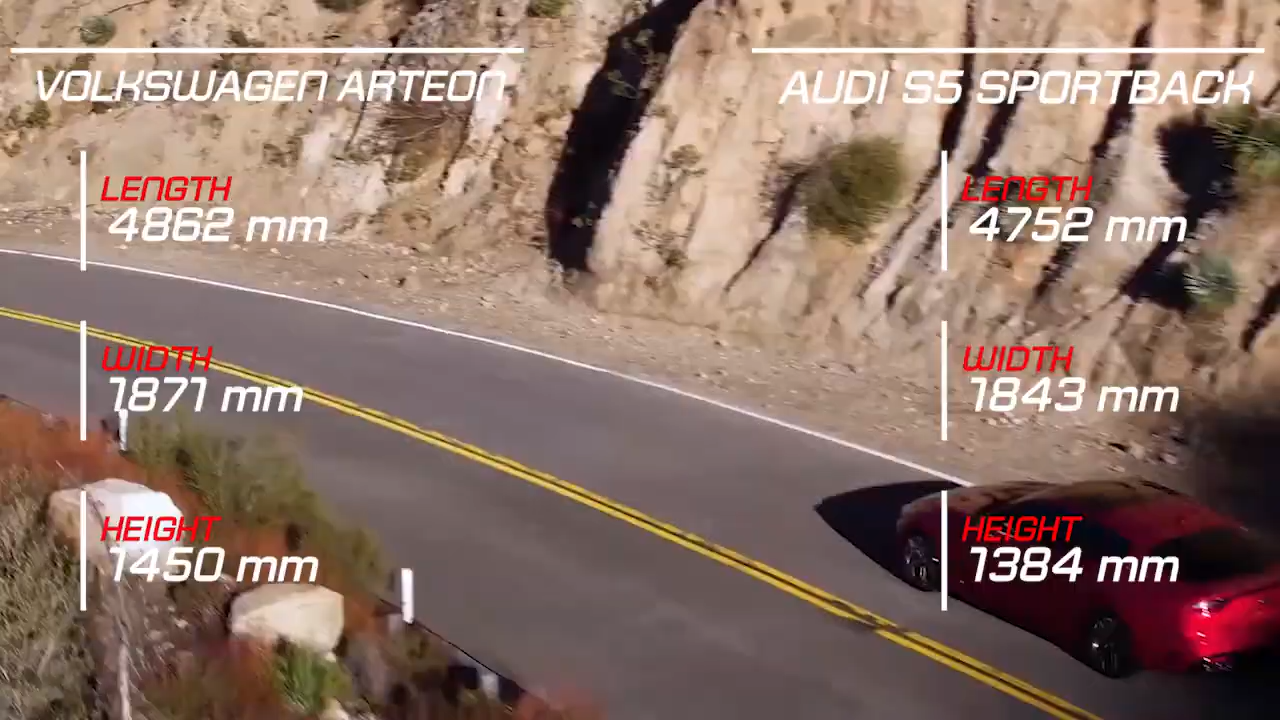 VOLKSWAGEN ARTEON
LENGTH
4862 mm
WIDTH
1871 mm
HEIGHT
1450 mm
AUDI S5 SPORTBACK
LENGTH
4752 mm
WIDTH
1843 mm
HEIGHT
1384 mm